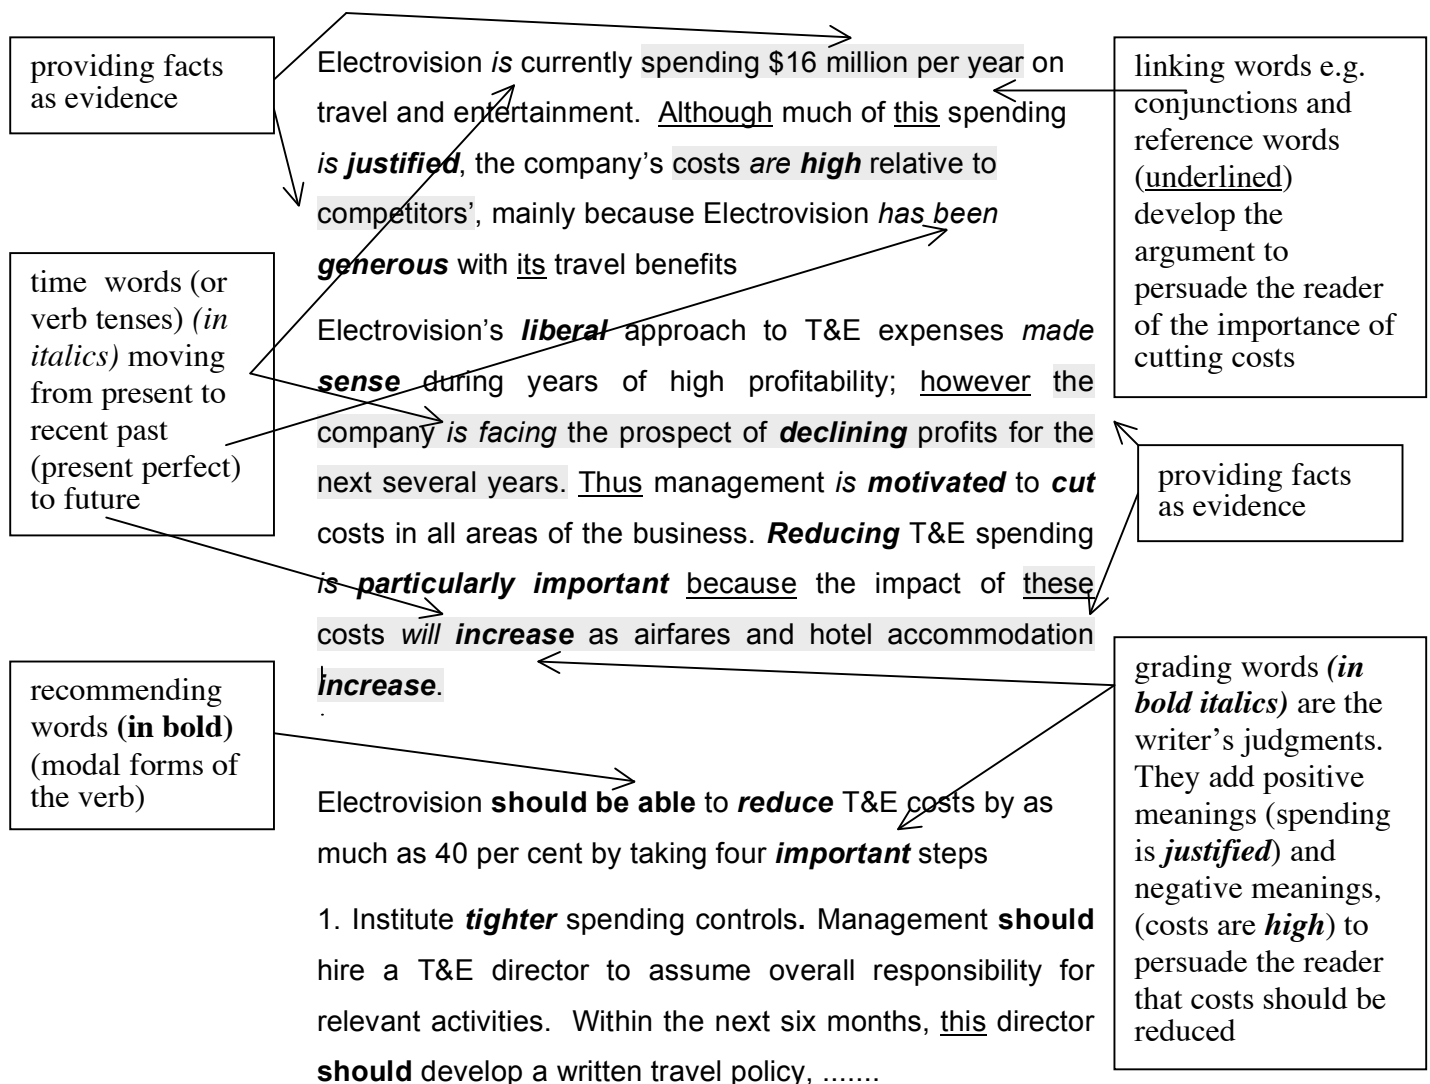 providing facts
as evidence
time words (or
verb tenses) (in
italics) moving
from present to
recent past
(present perfect)
to future
recommending
words (in bold)
(modal forms of
the verb)
Electrovision is currently spending $16 million per year on
travel and entertainment. Although much of this spending
is justified, the company’s costs are high relative to
competitors’, mainly because Electrovision has been
generous with its travel benefits
Electrovision’s liberal approach to T&E expenses made
sense during years of high profitability; however the
company is facing the prospect of declining profits for the
next several years. Thus management is motivated to cut
costs in all areas of the business. Reducing T&E spending
is particularly important because the impact of these
costs will increase as airfares and hotel accommodation
increase.
Electrovision should be able to reduce T&E costs by as
much as 40 per cent by taking four important steps
1. Institute tighter spending controls. Management should
hire a T&E director to assume overall responsibility for
relevant activities. Within the next six months, this director
should develop a written travel policy, .......
linking words e.g.
conjunctions and
reference words
(underlined)
develop the
argument to
persuade the reader
of the importance of
cutting costs
providing facts
as evidence
grading words (in
bold italics) are the
writer’s judgments.
They add positive
meanings (spending
is justified) and
negative meanings,
(costs are high) to
persuade the reader
that costs should be
reduced